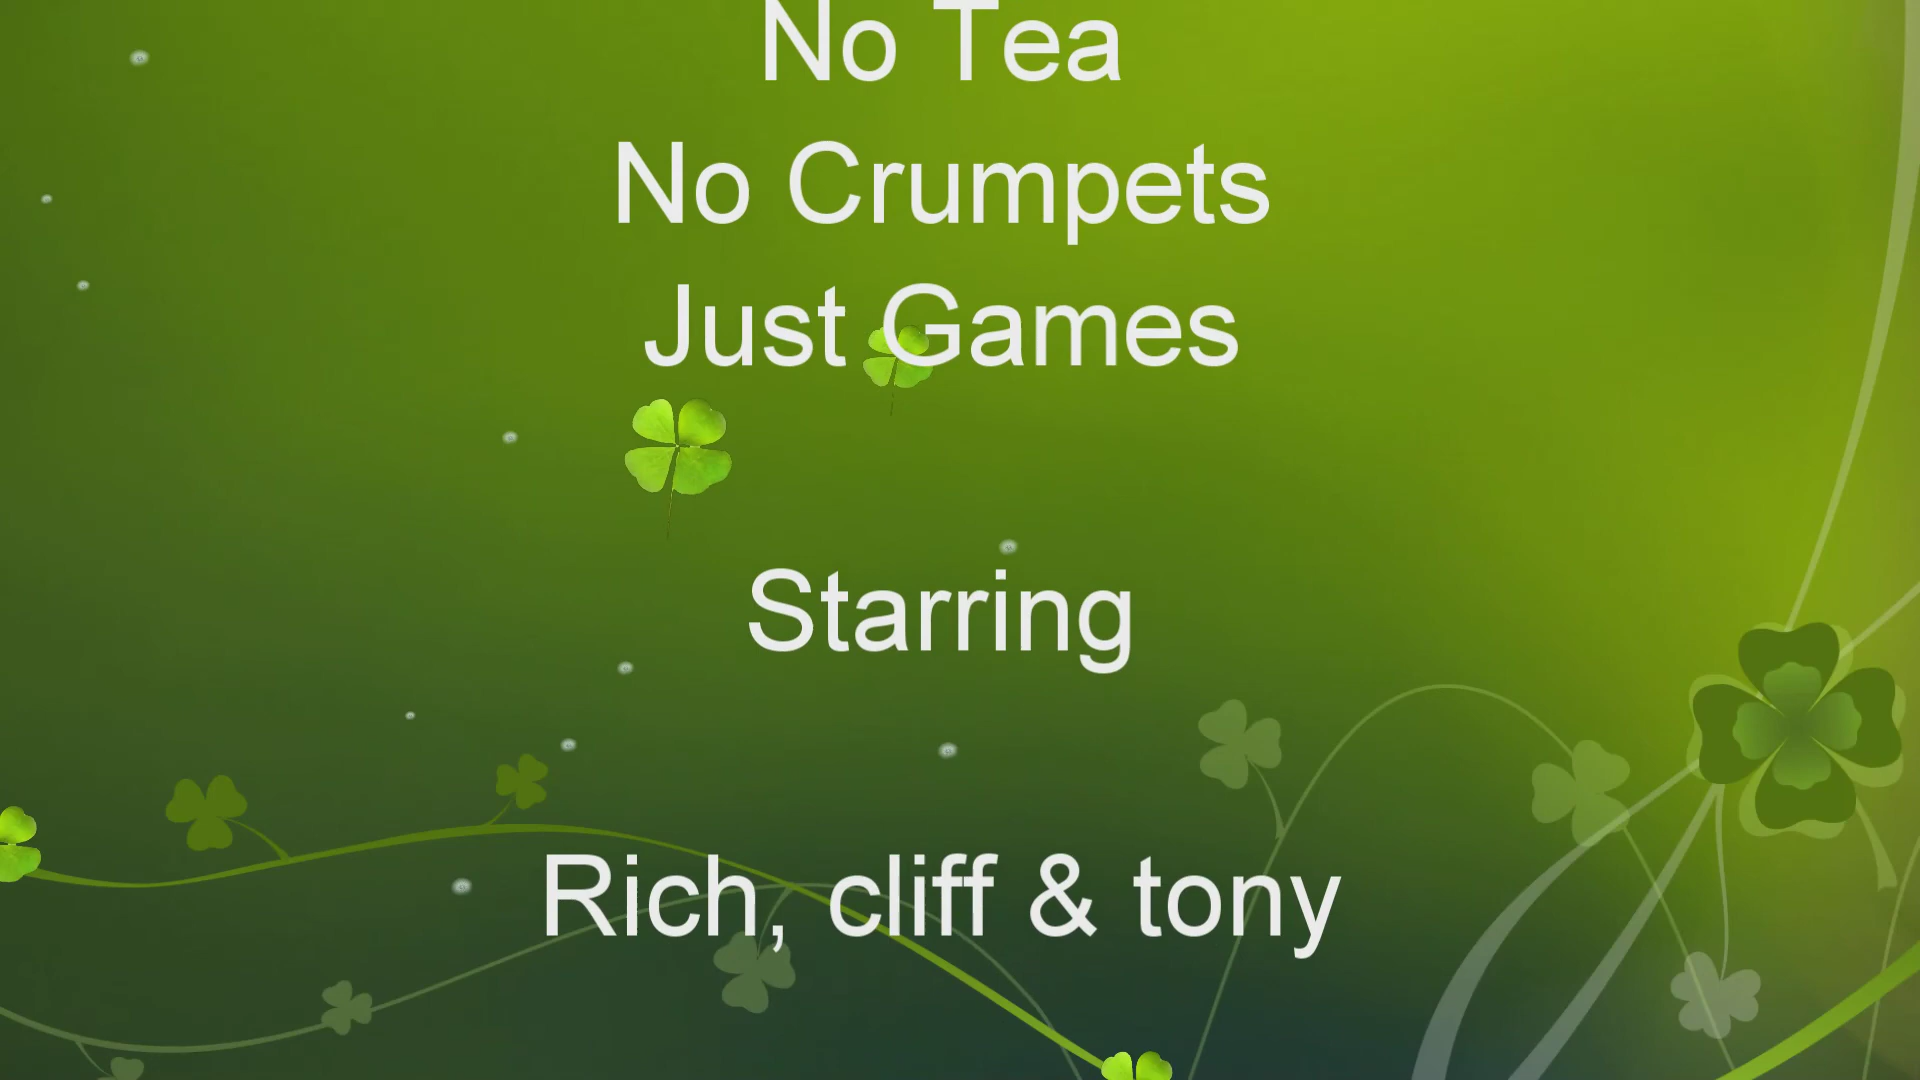 No Tea
No Crumpets
Just Games
Starring
Rich, cliff & tony